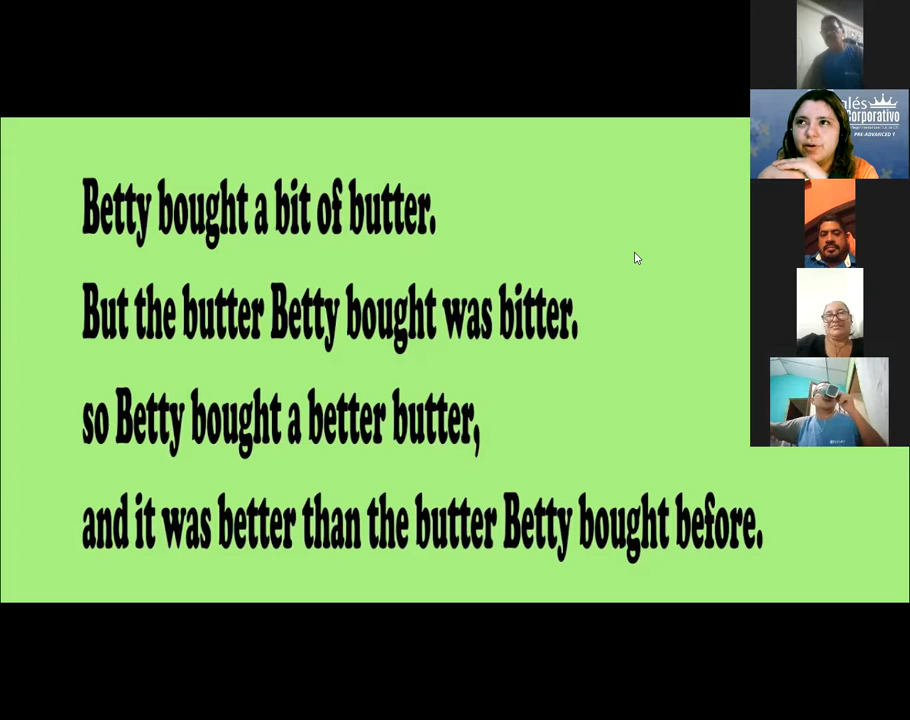 Betty bought a bit of butter.
But the butter Betty bought was bitter.
so Betty bought a better butter,
and it was better than the butter Betty bought before.
glés
Corporativo
PRE-ADVANCED 1